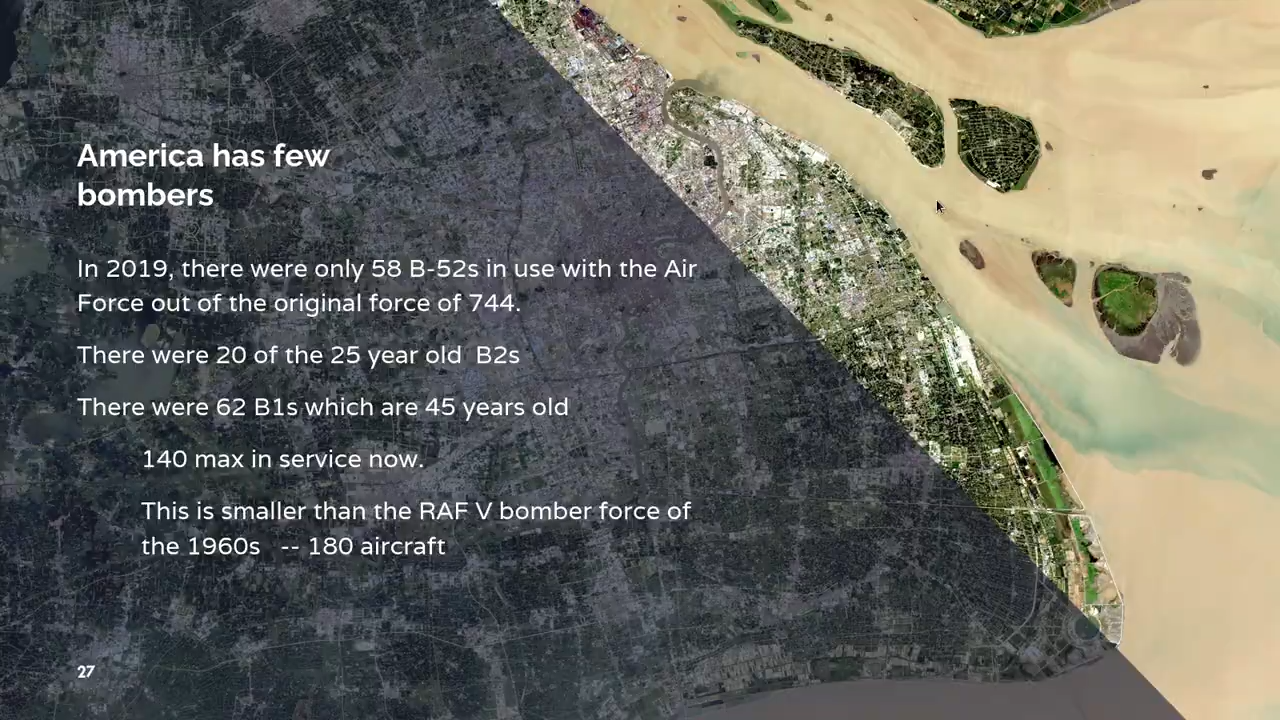 America has few
bombers
In 2019, there were only 58 B-52s in use with the Air
Force out of the original force of 744.
There were 20 of the 25 year old  B2s
There were 62 B1s which are 45 years old
140 max in service now.
This is smaller than the RAF V bomber force of
the 1960s   -- 180 aircraft
27